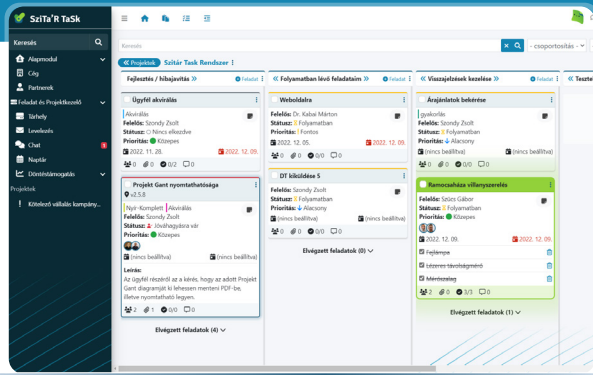 SziTa'R TaSk
Keresés
Alapmodul
Cég
Partnerek
Feladat és Projektkezelő
Tárhely
Levelezés
Chat
1
Naptár
Döntéstámogatás
Projektek
Kötelező vállalás kampány...
Keresés
- csoportosítás -
« Projektek
Szitár Task Rendszer
Fejlesztés / hibajavítás »
Feladat
Ügyfél akvirálás
Akvirálás
Felelős: Szondy Zsolt
Státusz: Nincs elkezdve
Prioritás: Közepes
2022. 11. 28.
2022. 12. 09.
0 0 0/2 0
Projekt Gant nyomtathatósága
v2.5.8
Nyír-Komplett Akvirálás
Felelős: Szondy Zsolt
Státusz: Jóváhagyásra vár
Prioritás: Közepes
(nincs beállítva)
(nincs beállítva)
Leírás:
Az ügyfél részéről az a kérés, hogy az adott Projekt
Gant diagramját ki lehessen menteni PDF-be,
illetve nyomtatható legyen.
2 1 0/0 0
Elvégzett feladatok (4)
« Folyamatban lévő feladataim »
Feladat
Weboldalra
Felelős: Dr. Kabai Márton
Státusz: Folyamatban
Prioritás: Fontos
2022. 12. 05.
2022. 12. 09.
0 0 0/0 0
DT kiküldése S
Felelős: Szondy Zsolt
Státusz: Folyamatban
Prioritás: Alacsony
(nincs beállítva)
(nincs beállítva)
0 0 0/0 0
Elvégzett feladatok (0)
« Visszajelzések kezelése »
Feladat
Árajánlatok bekérése
gyakorlás
Felelős: Szondy Zsolt
Státusz: Folyamatban
Prioritás: Alacsony
(nincs beállítva)
(nincs beállítva)
0 0 0/0 0
Ramocsaháza villanyszerelés
Felelős: Szűcs Gábor
Státusz: Folyamatban
Prioritás: Közepes
2022. 12. 09.
2022. 12. 09.
Fejlámpa
Lézeres távolságmérő
Mérőszalag
2 0 3/3 0
Elvégzett feladatok (1)
« Teszte